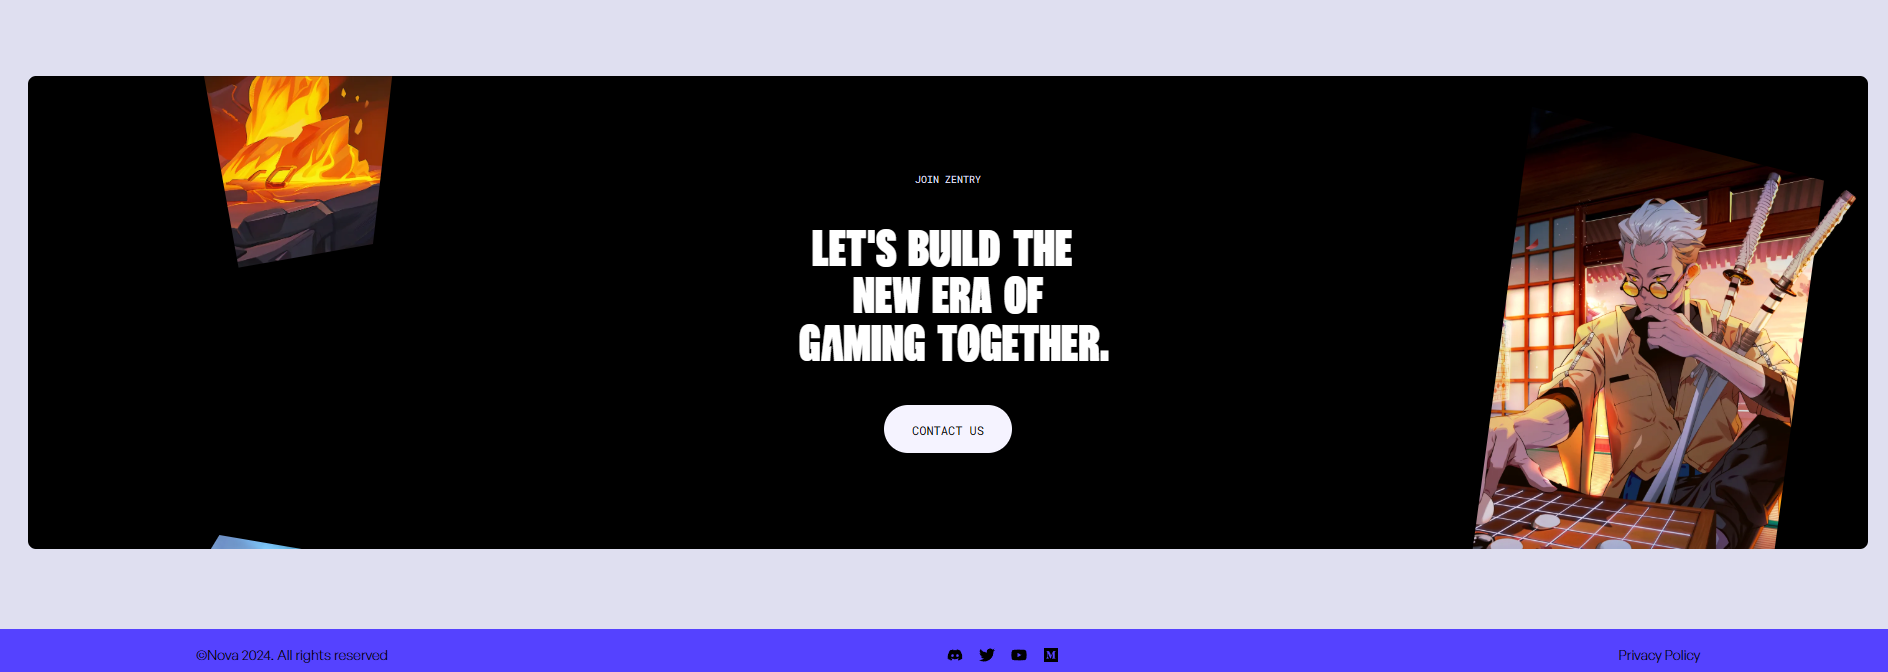 JOIN ZENTRY
LET'S BUILD THE
NEW ERA OF
GAMING TOGETHER.
CONTACT US
©Nova 2024. All rights reserved
M
Privacy Policy